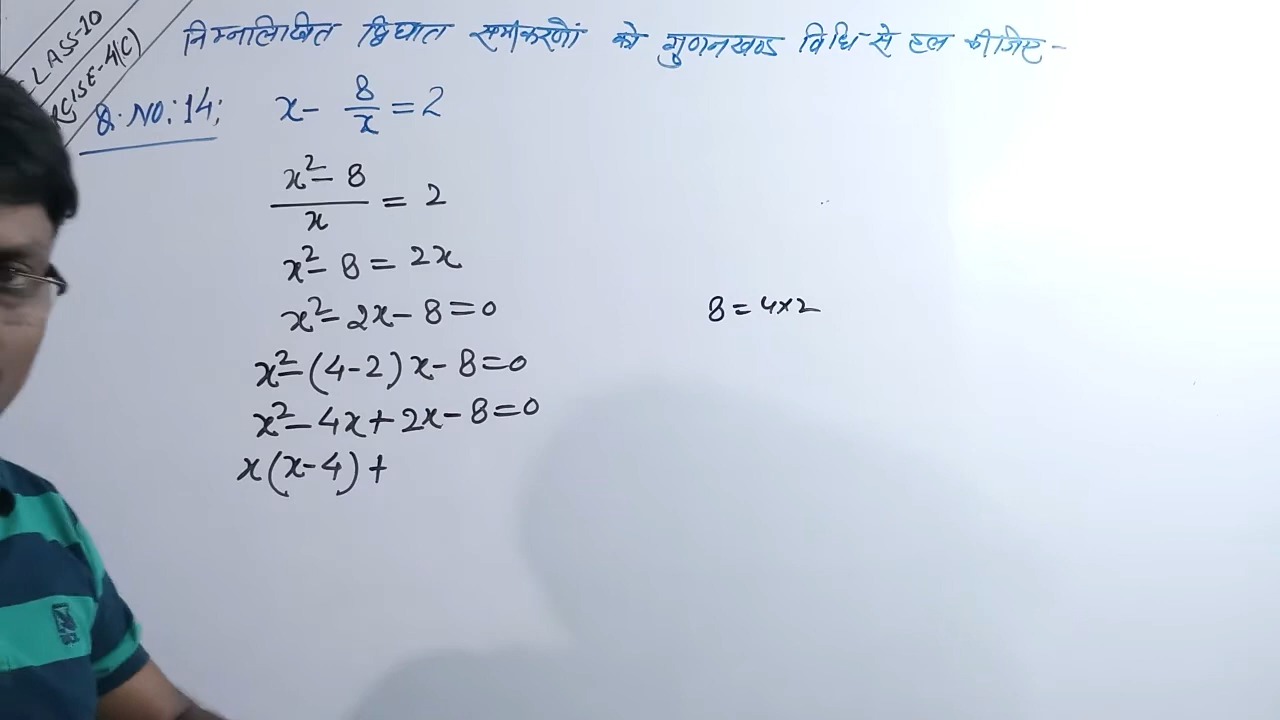 CLASS-10
CISE-4(C)
निम्नलिखित द्विघात समीकरणों को गुणनखण्ड विधि से हल कीजिए -
Q. NO: 14; x - 8/x = 2
(x² - 8)/x = 2
x² - 8 = 2x
x² - 2x - 8 = 0
8 = 4×2
x² - (4-2) x - 8 = 0
x² - 4x + 2x - 8 = 0
x(x-4) +